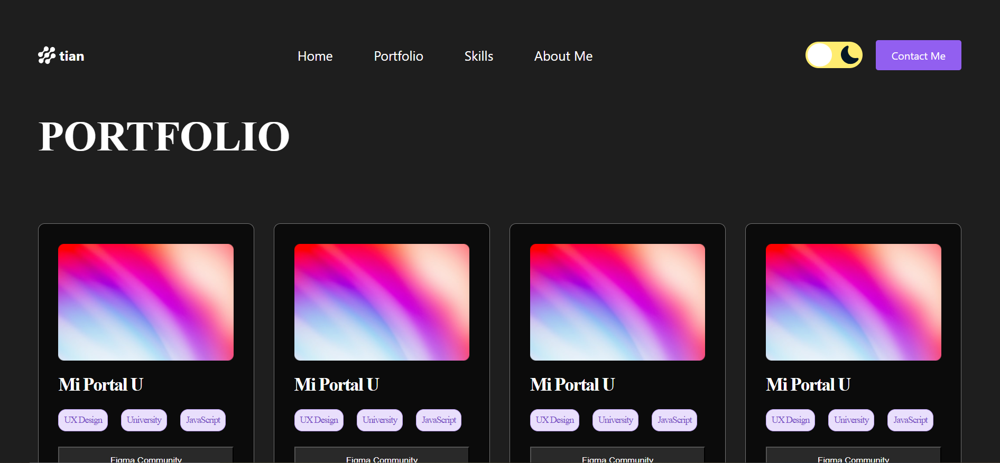 tian Home Portfolio Skills About Me Contact Me
PORTFOLIO
Mi Portal U Mi Portal U Mi Portal U Mi Portal U
UX Design University JavaScript UX Design University JavaScript UX Design University JavaScript UX Design University JavaScript
Figma Community Figma Community Figma Community Figma Community